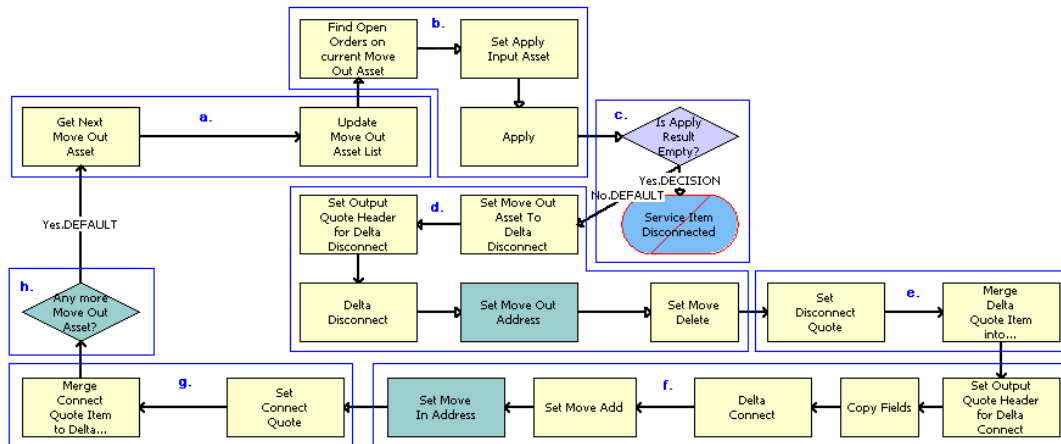 b.
Find Open
Orders on
current Move
Out Asset
Set Apply
Input Asset
a.
Get Next
Move Out
Asset
Update
Move Out
Asset List
Apply
c.
Is Apply
Result
Empty?
Yes.DECISION
No.DEFAULT
Service Item
Disconnected
d.
Set Output
Quote Header
for Delta
Disconnect
Set Move Out
Asset To
Delta
Disconnect
Yes.DEFAULT
h.
Any more
Move Out
Asset?
Delta
Disconnect
Set Move Out
Address
Set Move
Delete
e.
Set
Disconnect
Quote
Merge
Delta
Quote Item
into...
g.
Merge
Connect
Quote Item
to Delta...
Set
Connect
Quote
f.
Set Move
In Address
Set Move Add
Delta
Connect
Copy Fields
Set Output
Quote Header
for Delta
Connect